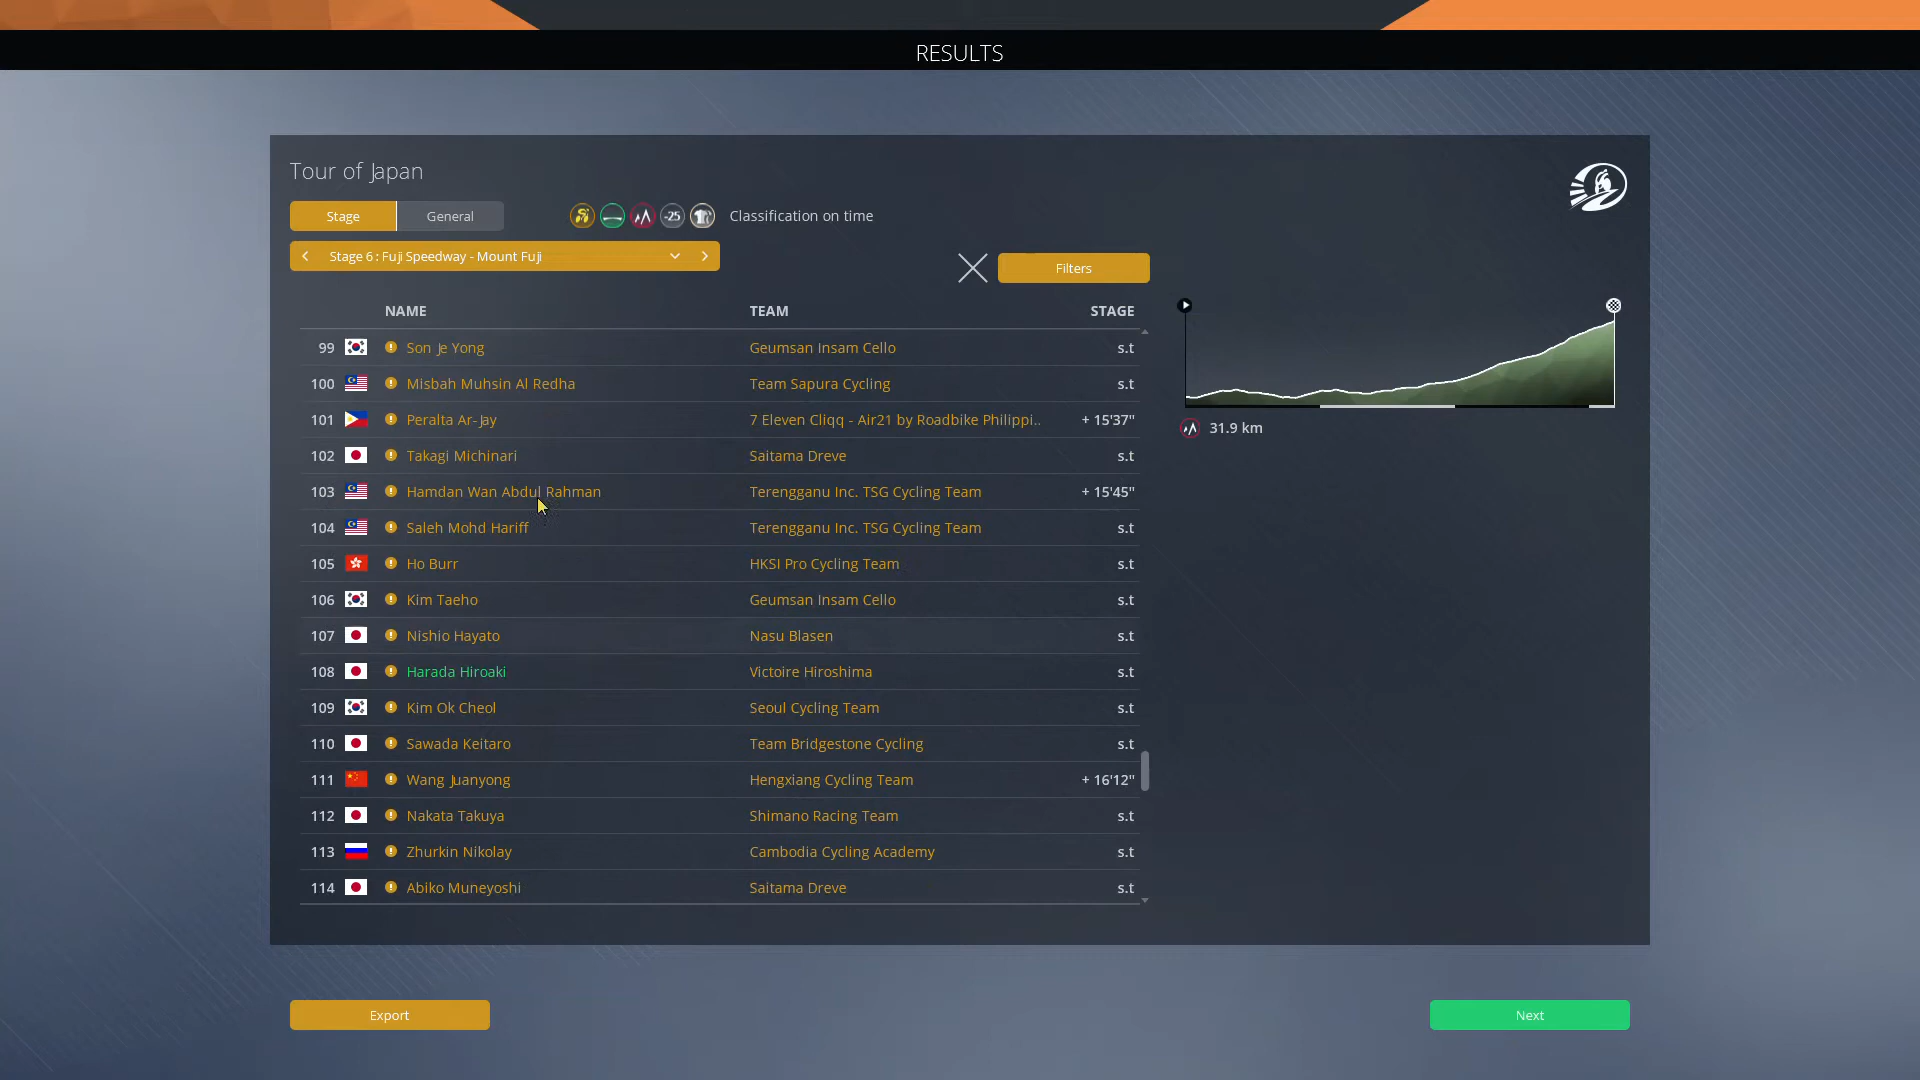 RESULTS
Tour of Japan
Stage General -25 Classification on time
Stage 6 : Fuji Speedway - Mount Fuji
Filters
NAME TEAM STAGE
99 Son Je Yong Geumsan Insam Cello s.t
100 Misbah Muhsin Al Redha Team Sapura Cycling s.t
101 Peralta Ar-Jay 7 Eleven Cliqq - Air21 by Roadbike Philippi.. + 15'37''
102 Takagi Michinari Saitama Dreve s.t
103 Hamdan Wan Abdul Rahman Terengganu Inc. TSG Cycling Team + 15'45''
104 Saleh Mohd Hariff Terengganu Inc. TSG Cycling Team s.t
105 Ho Burr HKSI Pro Cycling Team s.t
106 Kim Taeho Geumsan Insam Cello s.t
107 Nishio Hayato Nasu Blasen s.t
108 Harada Hiroaki Victoire Hiroshima s.t
109 Kim Ok Cheol Seoul Cycling Team s.t
110 Sawada Keitaro Team Bridgestone Cycling s.t
111 Wang Juanyong Hengxiang Cycling Team + 16'12''
112 Nakata Takuya Shimano Racing Team s.t
113 Zhurkin Nikolay Cambodia Cycling Academy s.t
114 Abiko Muneyoshi Saitama Dreve s.t
31.9 km
Export
Next